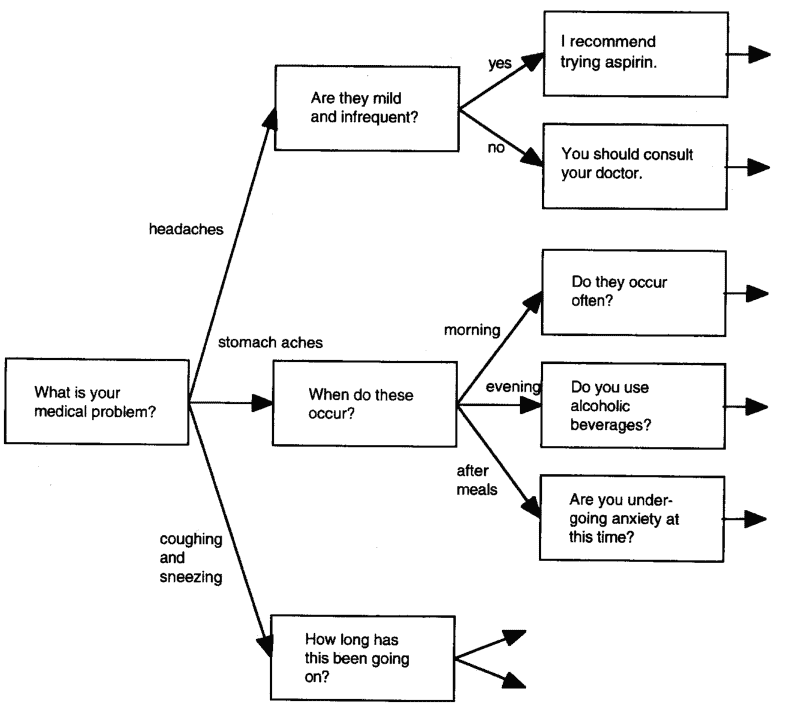 What is your
medical problem?
headaches
Are they mild
and infrequent?
yes
I recommend
trying aspirin.
no
You should consult
your doctor.
stomach aches
When do these
occur?
morning
Do they occur
often?
evening
Do you use
alcoholic
beverages?
after
meals
Are you under-
going anxiety at
this time?
coughing
and
sneezing
How long has
this been going
on?